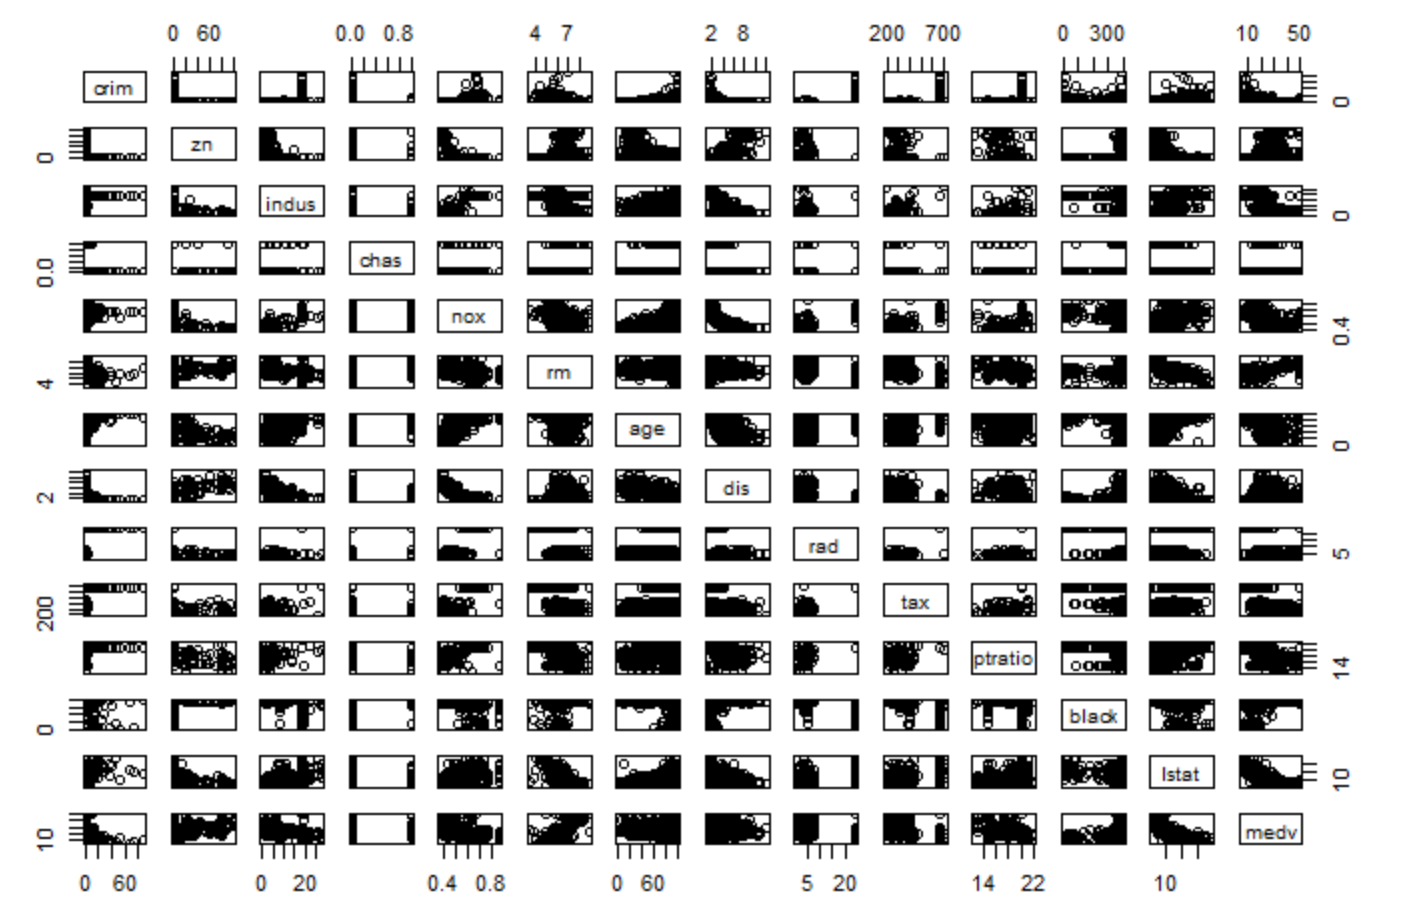 0 60 0.0 0.8 4 7 2 8 200 700 0 300 10 50
crim 0
0 zn
indus 0
0.0 chas
nox 0.4
4 rm
age 0
2 dis
rad 5
200 tax
ptratio 14
0 black
lstat 10
10 medv
0 60 0 20 0.4 0.8 0 60 5 20 14 22 10